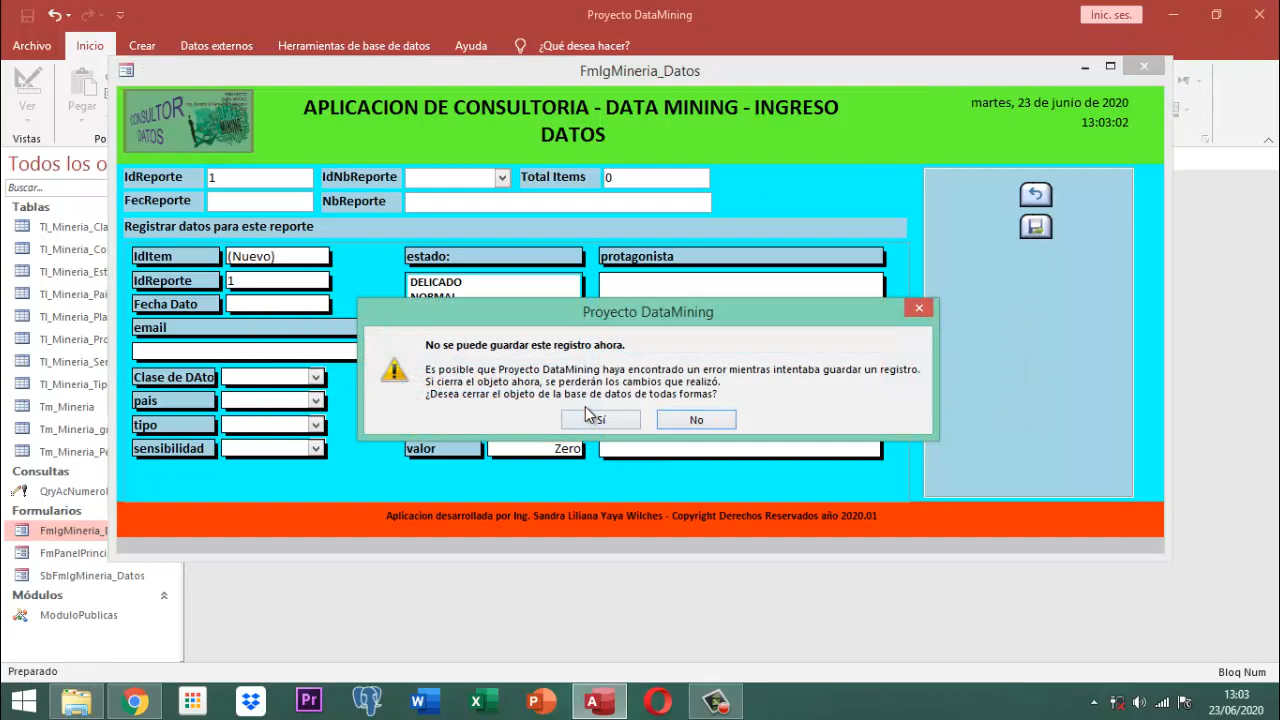 Proyecto DataMining
Inic. ses.
Archivo Inicio Crear Datos externos Herramientas de base de datos Ayuda ¿Qué desea hacer?
FmIgMineria_Datos
Ver Pegar
Vistas
CONSULTOR
DATOS
MINING
APLICACION DE CONSULTORIA - DATA MINING - INGRESO
DATOS
martes, 23 de junio de 2020
13:03:02
Todos los o
Buscar...
Tablas
Tl_Mineria_Cla
Tl_Mineria_Co
Tl_Mineria_Est
Tl_Mineria_Pai
Tl_Mineria_Pla
Tl_Mineria_Pro
Tl_Mineria_Ser
Tl_Mineria_Tip
Tm_Mineria
Tm_Mineria_gr
Tm_Mineria_Pe
Consultas
QryAcNumeroI
Formularios
FmIgMineria_D
FmPanelPrinci
SbFmIgMineria_Datos
Módulos
ModuloPublicas
IdReporte 1 IdNbReporte Total Items 0
FecReporte NbReporte
Registrar datos para este reporte
IdItem (Nuevo) estado: protagonista
IdReporte 1 DELICADO
Fecha Dato NORMAL
email
Clase de DAto
pais
tipo
sensibilidad valor Zero
Proyecto DataMining
No se puede guardar este registro ahora.
Es posible que Proyecto DataMining haya encontrado un error mientras intentaba guardar un registro.
Si cierra el objeto ahora, se perderán los cambios que realizó.
¿Desea cerrar el objeto de la base de datos de todas formas?
Sí No
Aplicacion desarrollada por Ing. Sandra Liliana Yaya Wilches - Copyright Derechos Reservados año 2020.01
Preparado
Bloq Num
13:03
23/06/2020